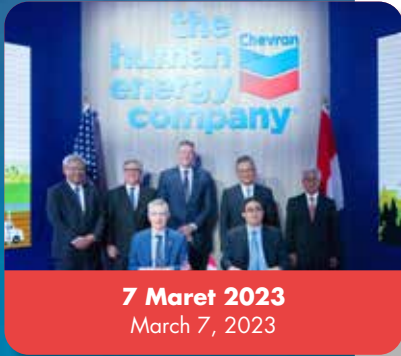 the
human
energy
company®
Chevron
7 Maret 2023
March 7, 2023